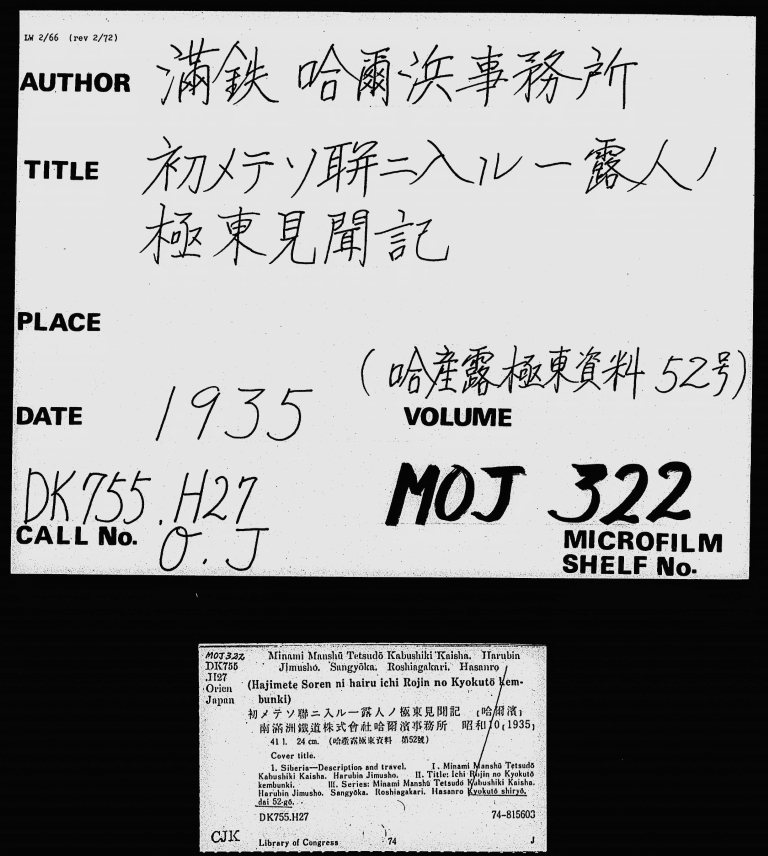 LW 2/66 (rev 2/72)
AUTHOR 滿鉄 哈爾浜事務所
TITLE 初メテソ聯ニ入ル一露人ノ
極東見聞記
PLACE
(哈産露極東資料 52号)
DATE 1935 VOLUME
DK755.H27 MOJ 322
CALL No. O.J MICROFILM
SHELF No.
MOJ 322 Minami Manshū Tetsudō Kabushiki Kaisha. Harubin
DK755 Jimusho. Sangyōka. Roshiagakari, Hasanro
.H27 (Hajimete Soren ni hairu ichi Rojin no Kyokutō kem-
Orien bunki)
Japan
初メテソ聯ニ入ル一露人ノ極東見聞記 [哈爾濱]
南滿洲鐵道株式會社哈爾濱事務所 昭和10 [1935]
41 l. 24 cm. (哈產露極東資料 第52號)
Cover title.
1. Siberia—Description and travel. I. Minami Manshū Tetsudō
Kabushiki Kaisha. Harubin Jimusho. II. Title: Ichi Rojin no Kyokutō
kembunki. III. Series: Minami Manshū Tetsudo Kabushiki Kaisha.
Harubin Jimusho. Sangyōka. Roshiagakari. Hasanro Kyokutō shiryō,
dai 52-gō.
DK755.H27 74-815603
CJK
Library of Congress 74 J